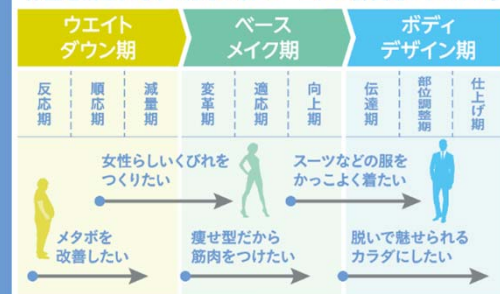 ウエイト
ダウン期
ベース
メイク期
ボディ
デザイン期
反応期
順応期
減量期
変革期
適応期
向上期
伝達期
部位調整期
仕上げ期
女性らしいくびれを
つくりたい
スーツなどの服を
かっこよく着たい
メタボを
改善したい
痩せ型だから
筋肉をつけたい
脱いで魅せられる
カラダにしたい